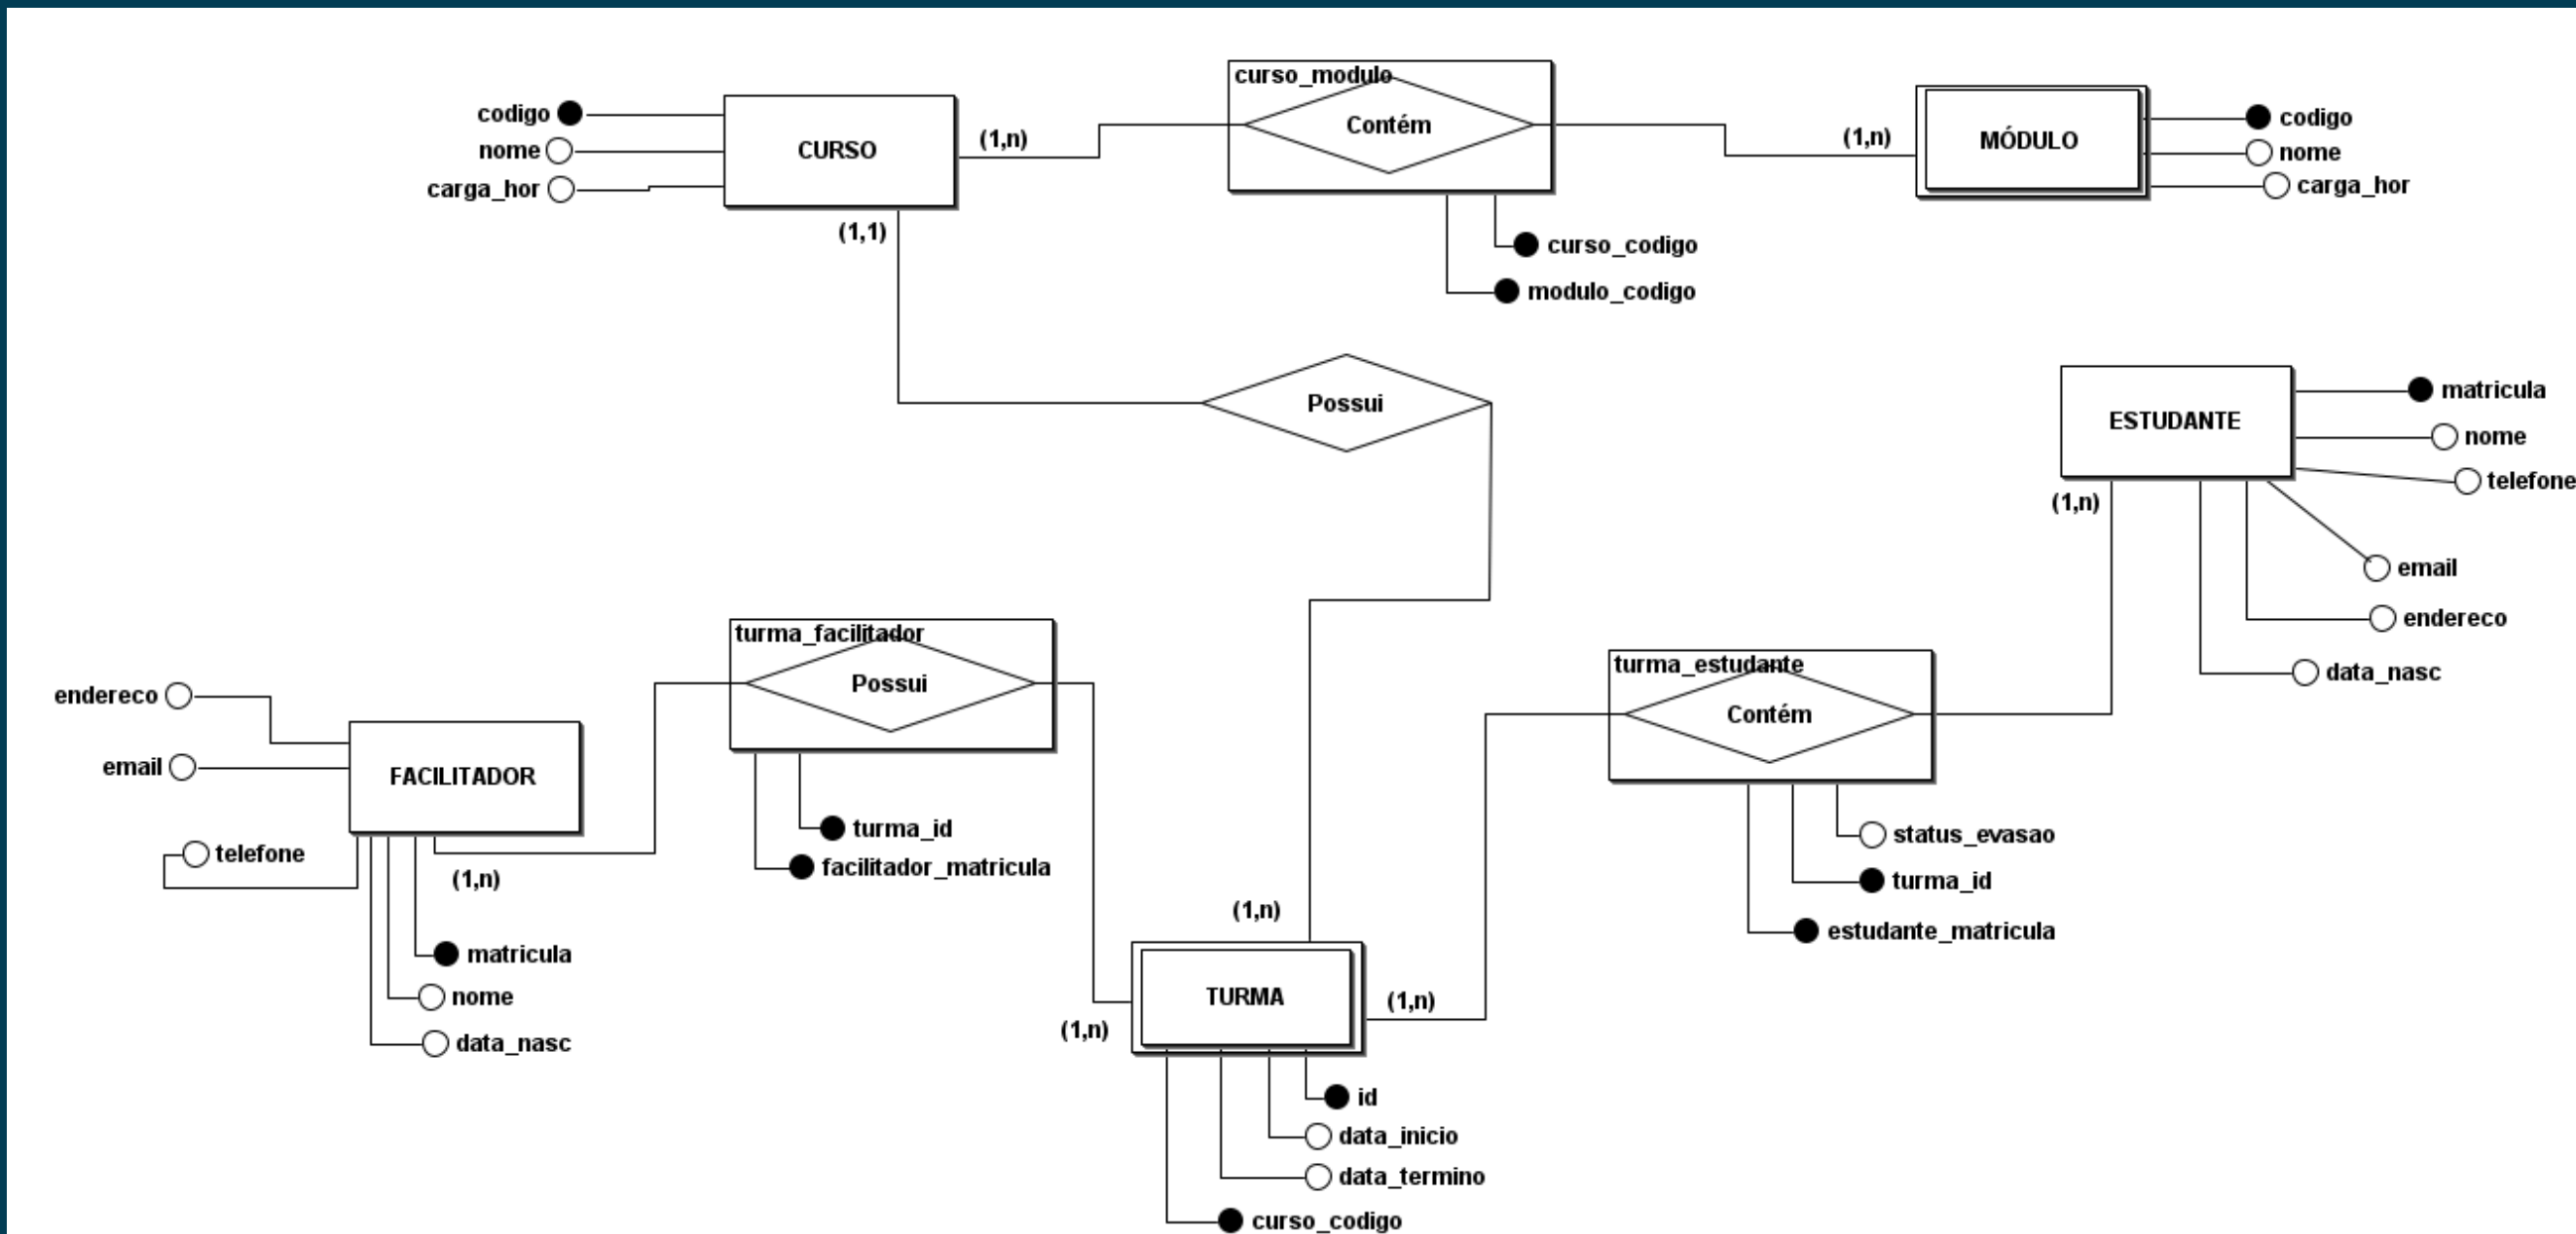 curso_modulo
Contém
codigo
nome
carga_hor
CURSO
(1,n)
(1,n)
MÓDULO
codigo
nome
carga_hor
(1,1)
curso_codigo
modulo_codigo
Possui
ESTUDANTE
matricula
nome
telefone
(1,n)
email
endereco
data_nasc
turma_facilitador
Possui
turma_estudante
Contém
endereco
email
FACILITADOR
telefone
(1,n)
turma_id
facilitador_matricula
status_evasao
turma_id
estudante_matricula
matricula
nome
data_nasc
(1,n)
TURMA
(1,n)
(1,n)
id
data_inicio
data_termino
curso_codigo